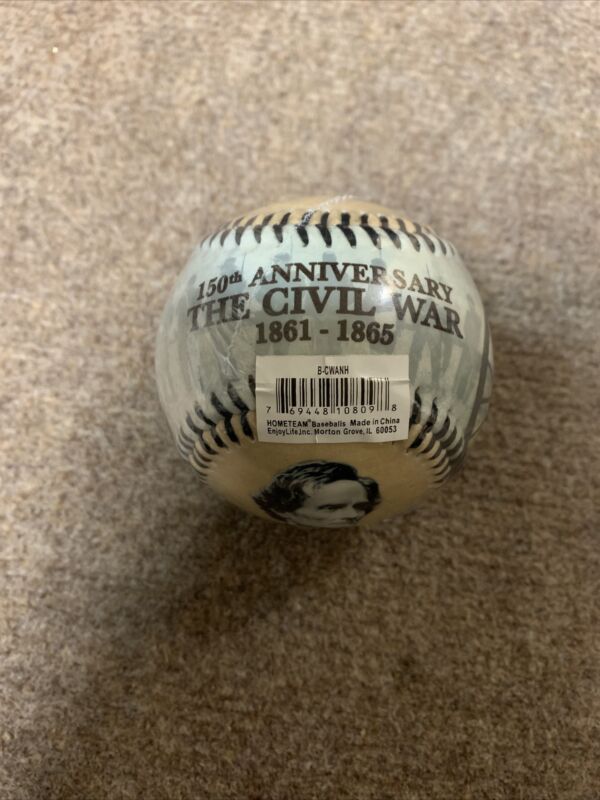 150th ANNIVERSARY
THE CIVIL WAR
1861 - 1865
B-CWANH
7 69448 10809 8
HOMETEAM® Baseballs Made in China
EnjoyLife,Inc. Morton Grove, IL 60053